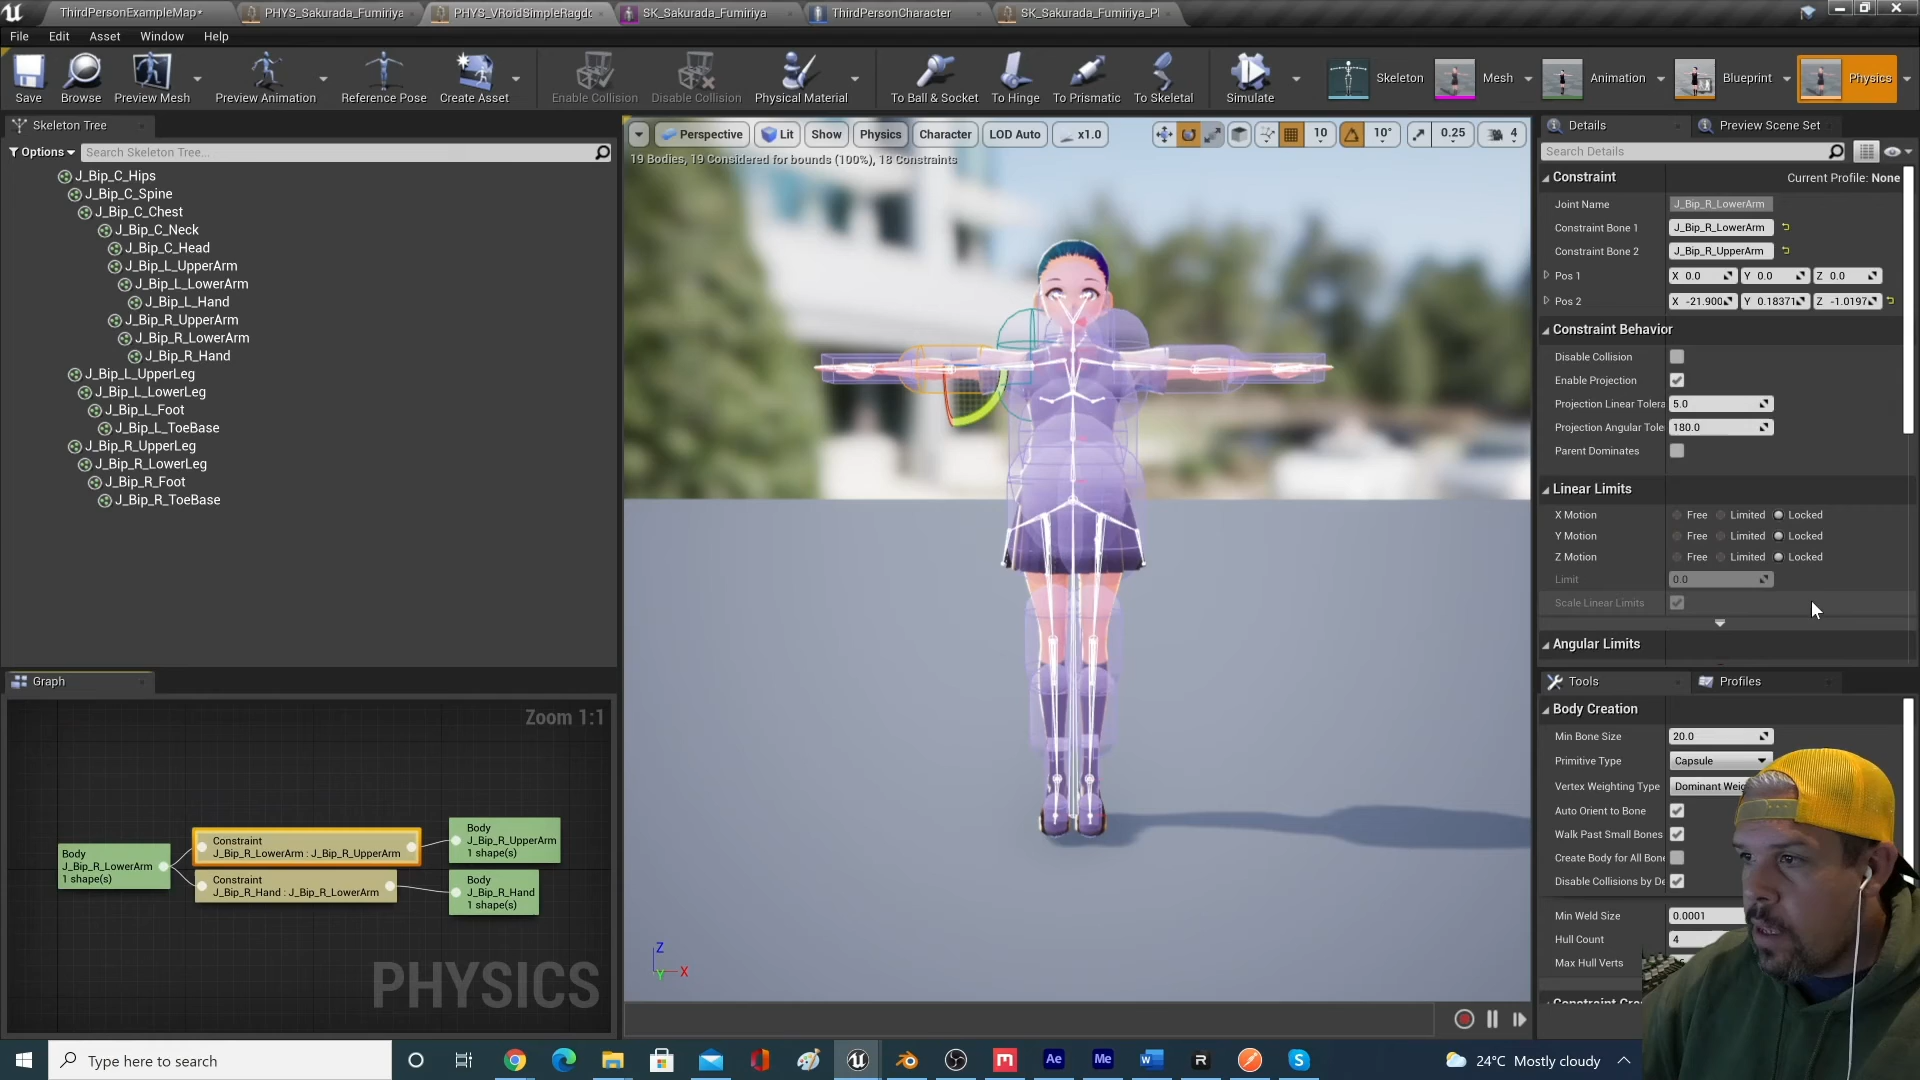 ThirdPersonExampleMap*
PHYS_Sakurada_Fumiriya
PHYS_VRoidSimpleRagdo
SK_Sakurada_Fumiriya
ThirdPersonCharacter
SK_Sakurada_Fumiriya_P
File Edit Asset Window Help
Save
Browse
Preview Mesh
Preview Animation
Reference Pose
Create Asset
Enable Collision
Disable Collision
Physical Material
To Ball & Socket
To Hinge
To Prismatic
To Skeletal
Simulate
Skeleton
Mesh
Animation
Blueprint
Physics
Skeleton Tree
Options
Search Skeleton Tree...
J_Bip_C_Hips
J_Bip_C_Spine
J_Bip_C_Chest
J_Bip_C_Neck
J_Bip_C_Head
J_Bip_L_UpperArm
J_Bip_L_LowerArm
J_Bip_L_Hand
J_Bip_R_UpperArm
J_Bip_R_LowerArm
J_Bip_R_Hand
J_Bip_L_UpperLeg
J_Bip_L_LowerLeg
J_Bip_L_Foot
J_Bip_L_ToeBase
J_Bip_R_UpperLeg
J_Bip_R_LowerLeg
J_Bip_R_Foot
J_Bip_R_ToeBase
Graph
Zoom 1:1
Body
J_Bip_R_LowerArm
1 shape(s)
Constraint
J_Bip_R_LowerArm : J_Bip_R_UpperArm
Constraint
J_Bip_R_Hand : J_Bip_R_LowerArm
Body
J_Bip_R_UpperArm
1 shape(s)
Body
J_Bip_R_Hand
1 shape(s)
PHYSICS
Perspective Lit Show Physics Character LOD Auto x1.0
10 10° 0.25 4
19 Bodies, 19 Considered for bounds (100%), 18 Constraints
Z
Y X
Details
Preview Scene Set
Search Details
Constraint
Current Profile: None
Joint Name J_Bip_R_LowerArm
Constraint Bone 1 J_Bip_R_LowerArm
Constraint Bone 2 J_Bip_R_UpperArm
Pos 1 X 0.0 Y 0.0 Z 0.0
Pos 2 X -21.900 Y 0.18371 Z -1.0197
Constraint Behavior
Disable Collision
Enable Projection
Projection Linear Tolera 5.0
Projection Angular Tole 180.0
Parent Dominates
Linear Limits
X Motion Free Limited Locked
Y Motion Free Limited Locked
Z Motion Free Limited Locked
Limit 0.0
Scale Linear Limits
Angular Limits
Tools
Profiles
Body Creation
Min Bone Size 20.0
Primitive Type Capsule
Vertex Weighting Type Dominant Weig
Auto Orient to Bone
Walk Past Small Bones
Create Body for All Bone
Disable Collisions by De
Min Weld Size 0.0001
Hull Count 4
Max Hull Verts
Type here to search
24°C Mostly cloudy